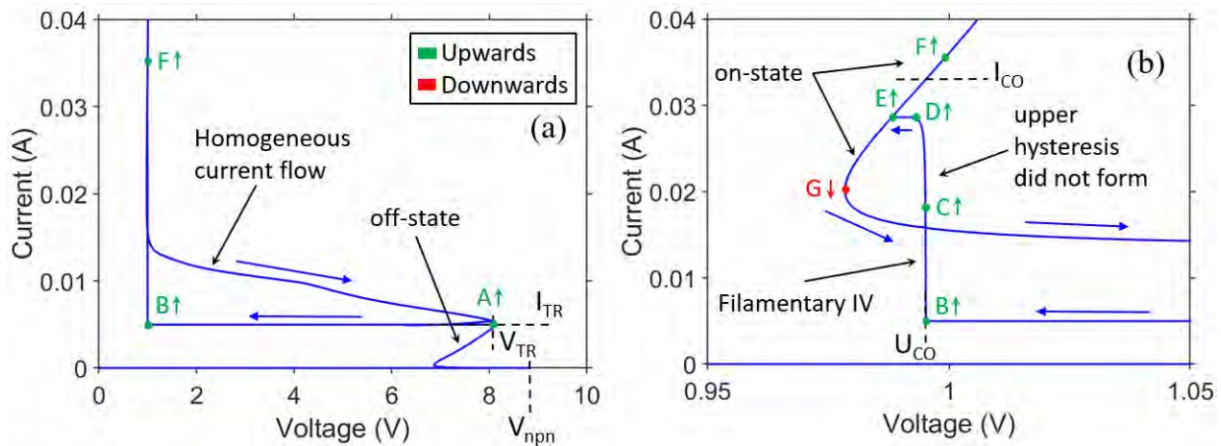 0.04
0.03
0.02
0.01
0
Current (A)
0
2
4
6
8
10
Voltage (V)
F↑
Upwards
Downwards
(a)
Homogeneous
current flow
off-state
A↑
I_TR
B↑
V_TR
V_npn
0.04
0.03
0.02
0.01
0
Current (A)
0.95
1
1.05
Voltage (V)
F↑
(b)
on-state
I_CO
E↑
D↑
upper
hysteresis
did not form
G↓
C↑
Filamentary IV
B↑
U_CO